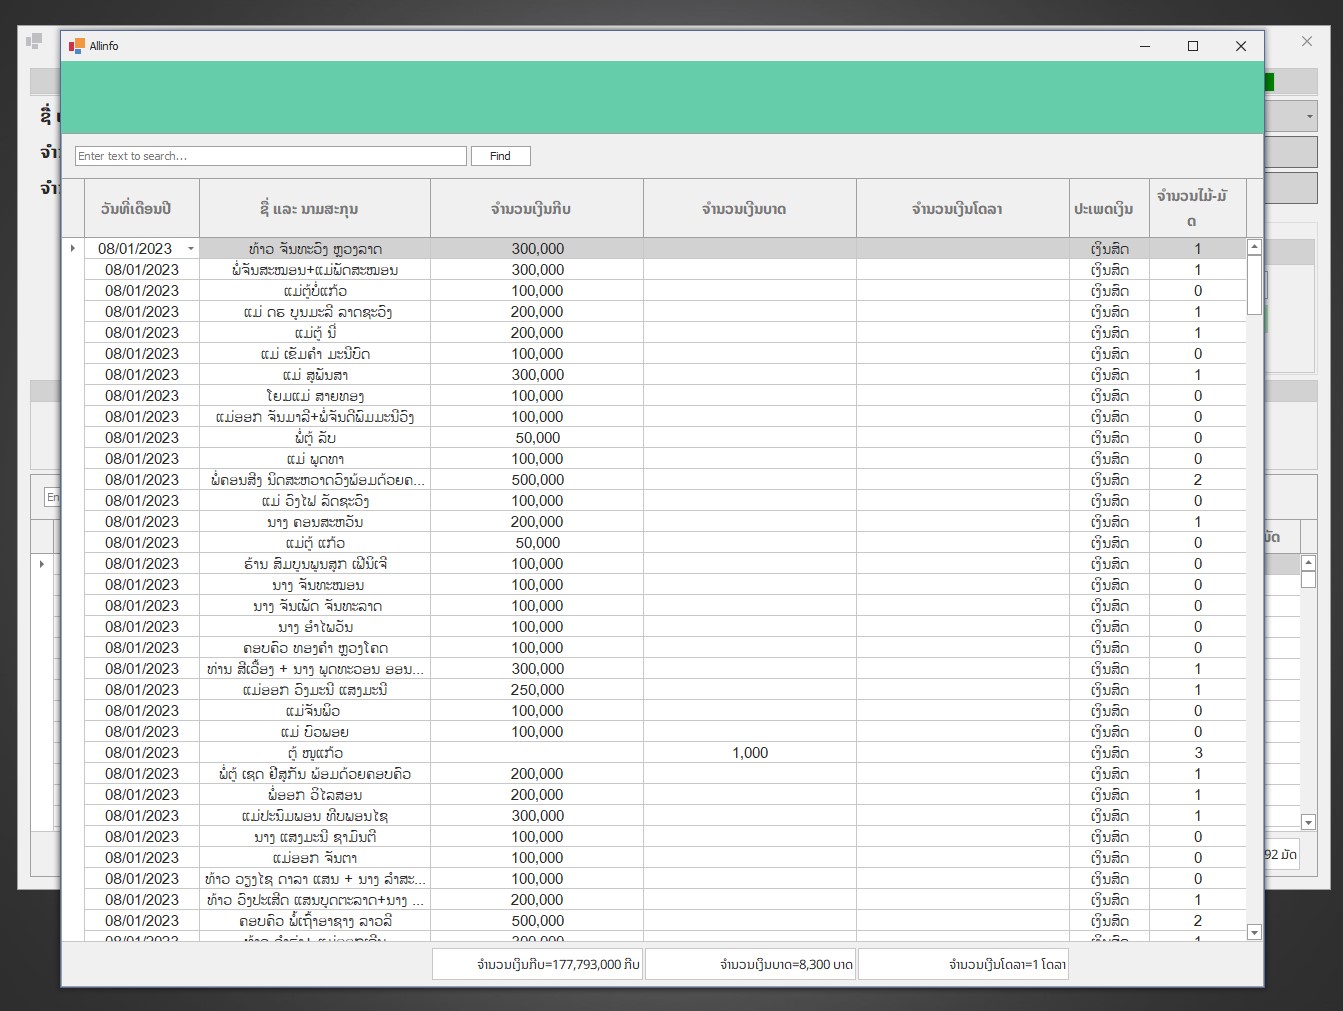 Allinfo
Enter text to search...
Find
ວັນທີ່ເດືອນປີ ຊື່ ແລະ ນາມສະກຸນ ຈຳນວນເງິນກີບ ຈຳນວນເງິນບາດ ຈຳນວນເງິນໂດລາ ປະເພດເງິນ ຈຳນວນໄມ້-ມັດ
08/01/2023 ທ້າວ ຈັນທະວົງ ຫຼວງລາດ 300,000 ເງິນສົດ 1
08/01/2023 ພໍ່ຈັນສະໝອນ+ແມ່ພັດສະໝອນ 300,000 ເງິນສົດ 1
08/01/2023 ແມ່ຕູ້ບໍ່ແກ້ວ 100,000 ເງິນສົດ 0
08/01/2023 ແມ່ ດຣ ບຸນມະລີ ລາດຊະວົງ 200,000 ເງິນສົດ 1
08/01/2023 ແມ່ຕູ້ ນີ 200,000 ເງິນສົດ 1
08/01/2023 ແມ່ ເຂັມຄຳ ມະນີບົດ 100,000 ເງິນສົດ 0
08/01/2023 ແມ່ ສຸພັນສາ 300,000 ເງິນສົດ 1
08/01/2023 ໂຍມແມ່ ສາຍທອງ 100,000 ເງິນສົດ 0
08/01/2023 ແມ່ອອກ ຈັນມາລີ+ພໍ່ຈັນດີພົມມະນີວົງ 100,000 ເງິນສົດ 0
08/01/2023 ພໍ່ຕູ້ ລັບ 50,000 ເງິນສົດ 0
08/01/2023 ແມ່ ພຸດທາ 100,000 ເງິນສົດ 0
08/01/2023 ພໍ່ຄອນສີງ ນິດສະຫວາດວົງພ້ອມດ້ວຍຄ... 500,000 ເງິນສົດ 2
08/01/2023 ແມ່ ວົງໄຟ ລັດຊະວົງ 100,000 ເງິນສົດ 0
08/01/2023 ນາງ ຄອນສະຫວັນ 200,000 ເງິນສົດ 1
08/01/2023 ແມ່ຕູ້ ແກ້ວ 50,000 ເງິນສົດ 0
08/01/2023 ຮ້ານ ສົມບຸນພູນສຸກ ເຟີນິເຈີ 100,000 ເງິນສົດ 0
08/01/2023 ນາງ ຈັນທະໝອນ 100,000 ເງິນສົດ 0
08/01/2023 ນາງ ຈັນເພັດ ຈັນທະລາດ 100,000 ເງິນສົດ 0
08/01/2023 ນາງ ອຳໄພວັນ 100,000 ເງິນສົດ 0
08/01/2023 ຄອບຄົວ ທອງຄຳ ຫຼວງໂຄດ 100,000 ເງິນສົດ 0
08/01/2023 ທ່ານ ສີເວື້ອງ + ນາງ ພຸດທະວອນ ອອນ... 300,000 ເງິນສົດ 1
08/01/2023 ແມ່ອອກ ວົງມະນີ ແສງມະນີ 250,000 ເງິນສົດ 1
08/01/2023 ແມ່ຈັນພິວ 100,000 ເງິນສົດ 0
08/01/2023 ແມ່ ບົວພອຍ 100,000 ເງິນສົດ 0
08/01/2023 ຕູ້ ໜູແກ້ວ 1,000 ເງິນສົດ 3
08/01/2023 ພໍ່ຕູ້ ເຊດ ຢີສຸກັນ ພ້ອມດ້ວຍຄອບຄົວ 200,000 ເງິນສົດ 1
08/01/2023 ພໍ່ອອກ ວິໄລສອນ 200,000 ເງິນສົດ 1
08/01/2023 ແມ່ປະນົມພອນ ທິບພອນໄຊ 300,000 ເງິນສົດ 1
08/01/2023 ນາງ ແສງມະນີ ຊາມົນຕີ 100,000 ເງິນສົດ 0
08/01/2023 ແມ່ອອກ ຈັນຕາ 100,000 ເງິນສົດ 0
08/01/2023 ທ້າວ ວຽງໄຊ ດາລາ ແສນ + ນາງ ລຳສະ... 100,000 ເງິນສົດ 0
08/01/2023 ທ້າວ ວົງປະເສີດ ແສນບຸດຕະລາດ+ນາງ ... 200,000 ເງິນສົດ 1
08/01/2023 ຄອບຄົວ ພໍ່ເຖົ້າອາຊາງ ລາວລີ 500,000 ເງິນສົດ 2
ຈຳນວນເງິນກີບ=177,793,000 ກີບ ຈຳນວນເງິນບາດ=8,300 ບາດ ຈຳນວນເງິນໂດລາ=1 ໂດລາ
92 ມັດ